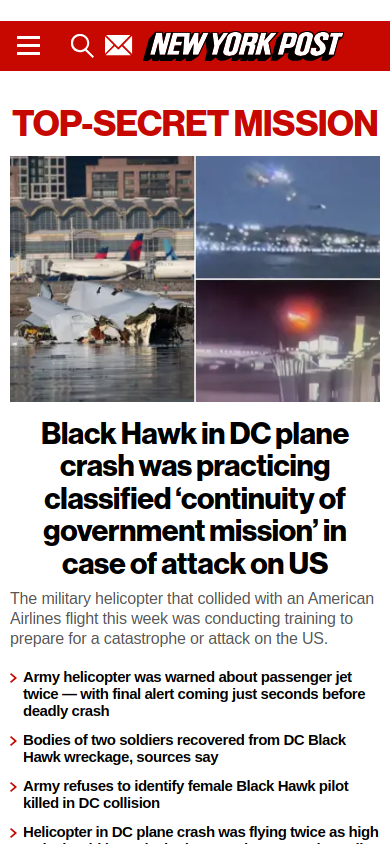 NEW YORK POST
TOP-SECRET MISSION
Black Hawk in DC plane
crash was practicing
classified ‘continuity of
government mission’ in
case of attack on US
The military helicopter that collided with an American
Airlines flight this week was conducting training to
prepare for a catastrophe or attack on the US.
Army helicopter was warned about passenger jet
twice — with final alert coming just seconds before
deadly crash
Bodies of two soldiers recovered from DC Black
Hawk wreckage, sources say
Army refuses to identify female Black Hawk pilot
killed in DC collision
Helicopter in DC plane crash was flying twice as high